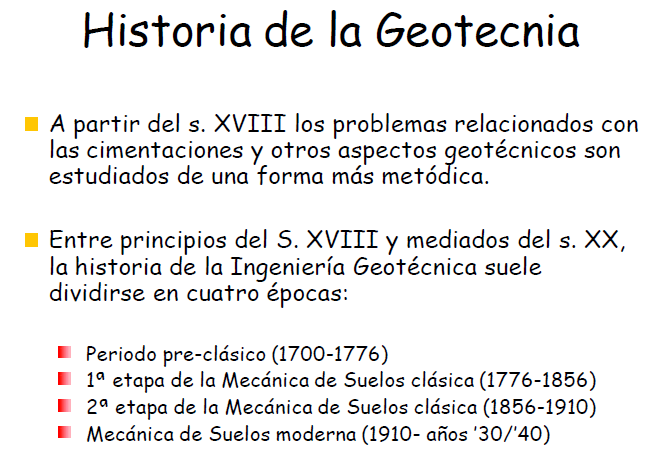 Historia de la Geotecnia
A partir del s. XVIII los problemas relacionados con
las cimentaciones y otros aspectos geotécnicos son
estudiados de una forma más metódica.
Entre principios del S. XVIII y mediados del s. XX,
la historia de la Ingeniería Geotécnica suele
dividirse en cuatro épocas:
Periodo pre-clásico (1700-1776)
1ª etapa de la Mecánica de Suelos clásica (1776-1856)
2ª etapa de la Mecánica de Suelos clásica (1856-1910)
Mecánica de Suelos moderna (1910- años ’30/’40)